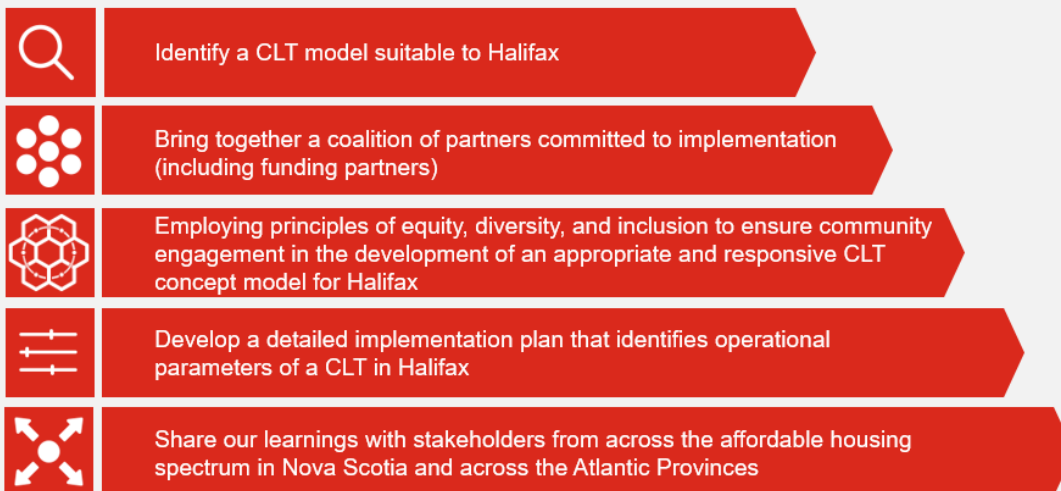 Identify a CLT model suitable to Halifax
Bring together a coalition of partners committed to implementation
(including funding partners)
Employing principles of equity, diversity, and inclusion to ensure community
engagement in the development of an appropriate and responsive CLT
concept model for Halifax
Develop a detailed implementation plan that identifies operational
parameters of a CLT in Halifax
Share our learnings with stakeholders from across the affordable housing
spectrum in Nova Scotia and across the Atlantic Provinces